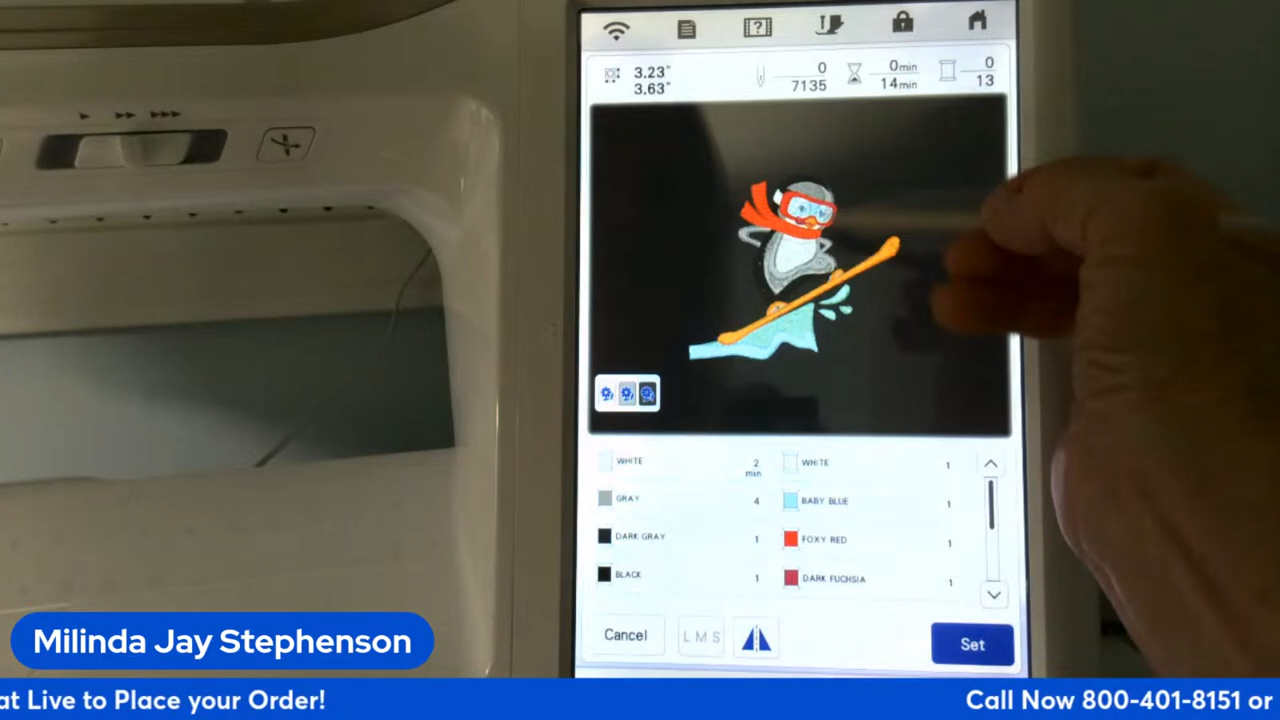 3.23"
3.63"
0
7135
0min
14min
0
13
WHITE 2 min
GRAY 4
DARK GRAY 1
BLACK 1
WHITE 1
BABY BLUE 1
FOXY RED 1
DARK FUCHSIA 1
Cancel
L M S
Set
Milinda Jay Stephenson
at Live to Place your Order!
Call Now 800-401-8151 or